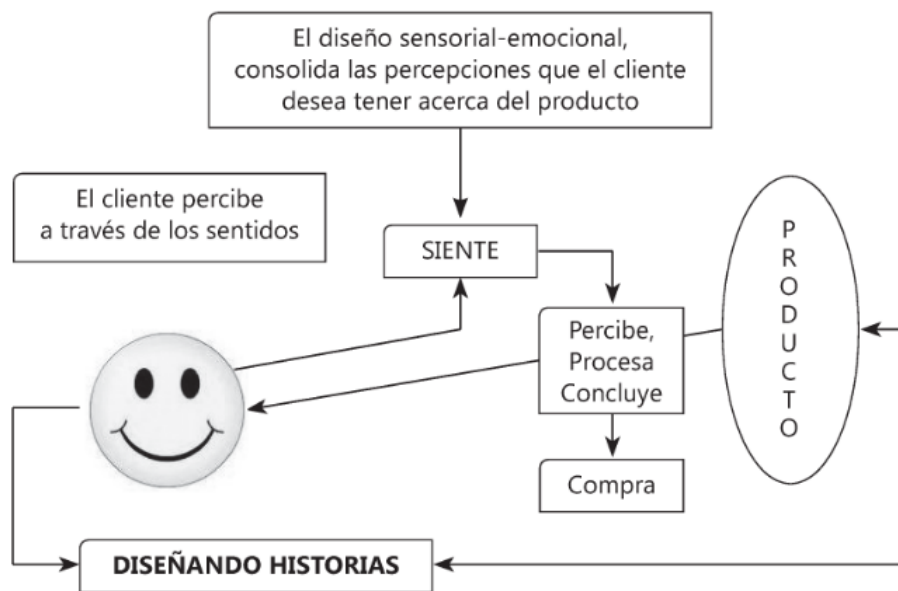 El diseño sensorial-emocional,
consolida las percepciones que el cliente
desea tener acerca del producto
El cliente percibe
a través de los sentidos
SIENTE
PRODUCTO
Percibe,
Procesa
Concluye
Compra
DISEÑANDO HISTORIAS